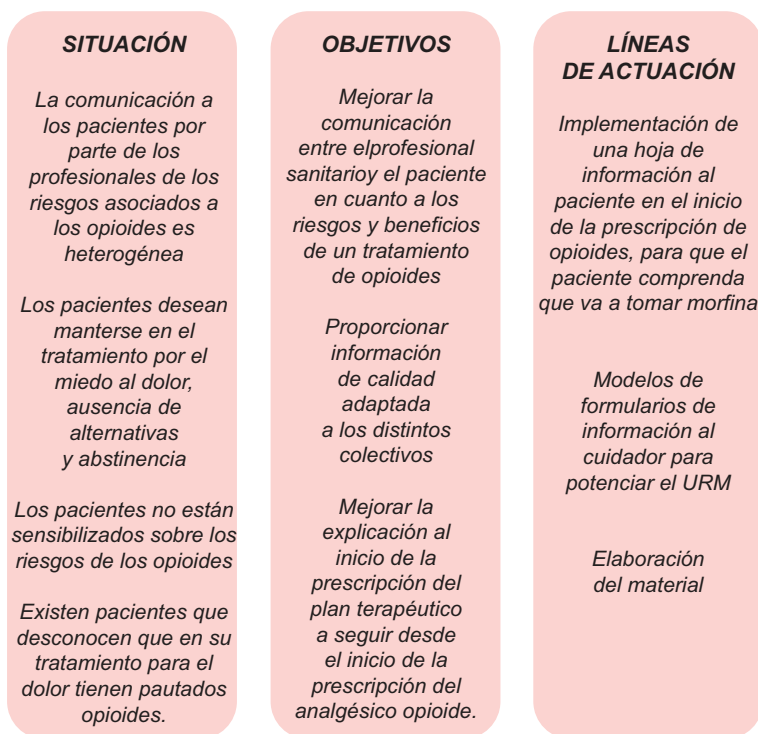 SITUACIÓN
La comunicación a
los pacientes por
parte de los
profesionales de los
riesgos asociados a
los opioides es
heterogénea
Los pacientes desean
manterse en el
tratamiento por el
miedo al dolor,
ausencia de
alternativas
y abstinencia
Los pacientes no están
sensibilizados sobre los
riesgos de los opioides
Existen pacientes que
desconocen que en su
tratamiento para el
dolor tienen pautados
opioides.
OBJETIVOS
Mejorar la
comunicación
entre elprofesional
sanitarioy el paciente
en cuanto a los
riesgos y beneficios
de un tratamiento
de opioides
Proporcionar
información
de calidad
adaptada
a los distintos
colectivos
Mejorar la
explicación al
inicio de la
prescripción del
plan terapéutico
a seguir desde
el inicio de la
prescripción del
analgésico opioide.
LÍNEAS
DE ACTUACIÓN
Implementación de
una hoja de
información al
paciente en el inicio
de la prescripción de
opioides, para que el
paciente comprenda
que va a tomar morfina
Modelos de
formularios de
información al
cuidador para
potenciar el URM
Elaboración
del material